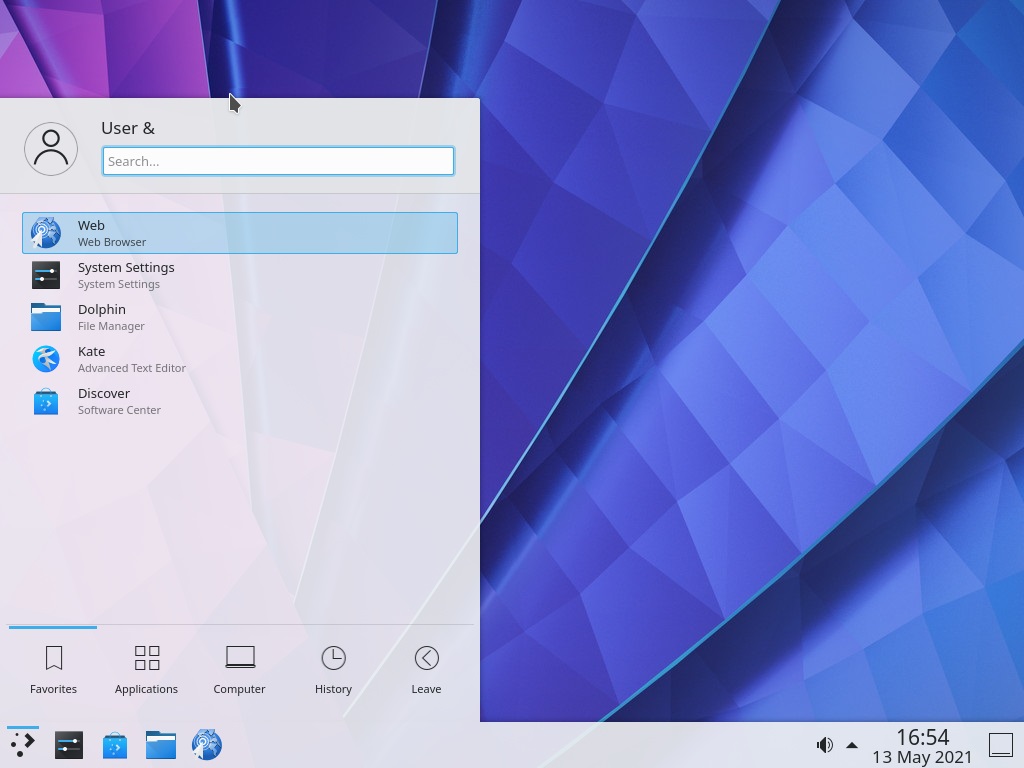 User &
Search...
Web
Web Browser
System Settings
System Settings
Dolphin
File Manager
Kate
Advanced Text Editor
Discover
Software Center
Favorites
Applications
Computer
History
Leave
16:54
13 May 2021